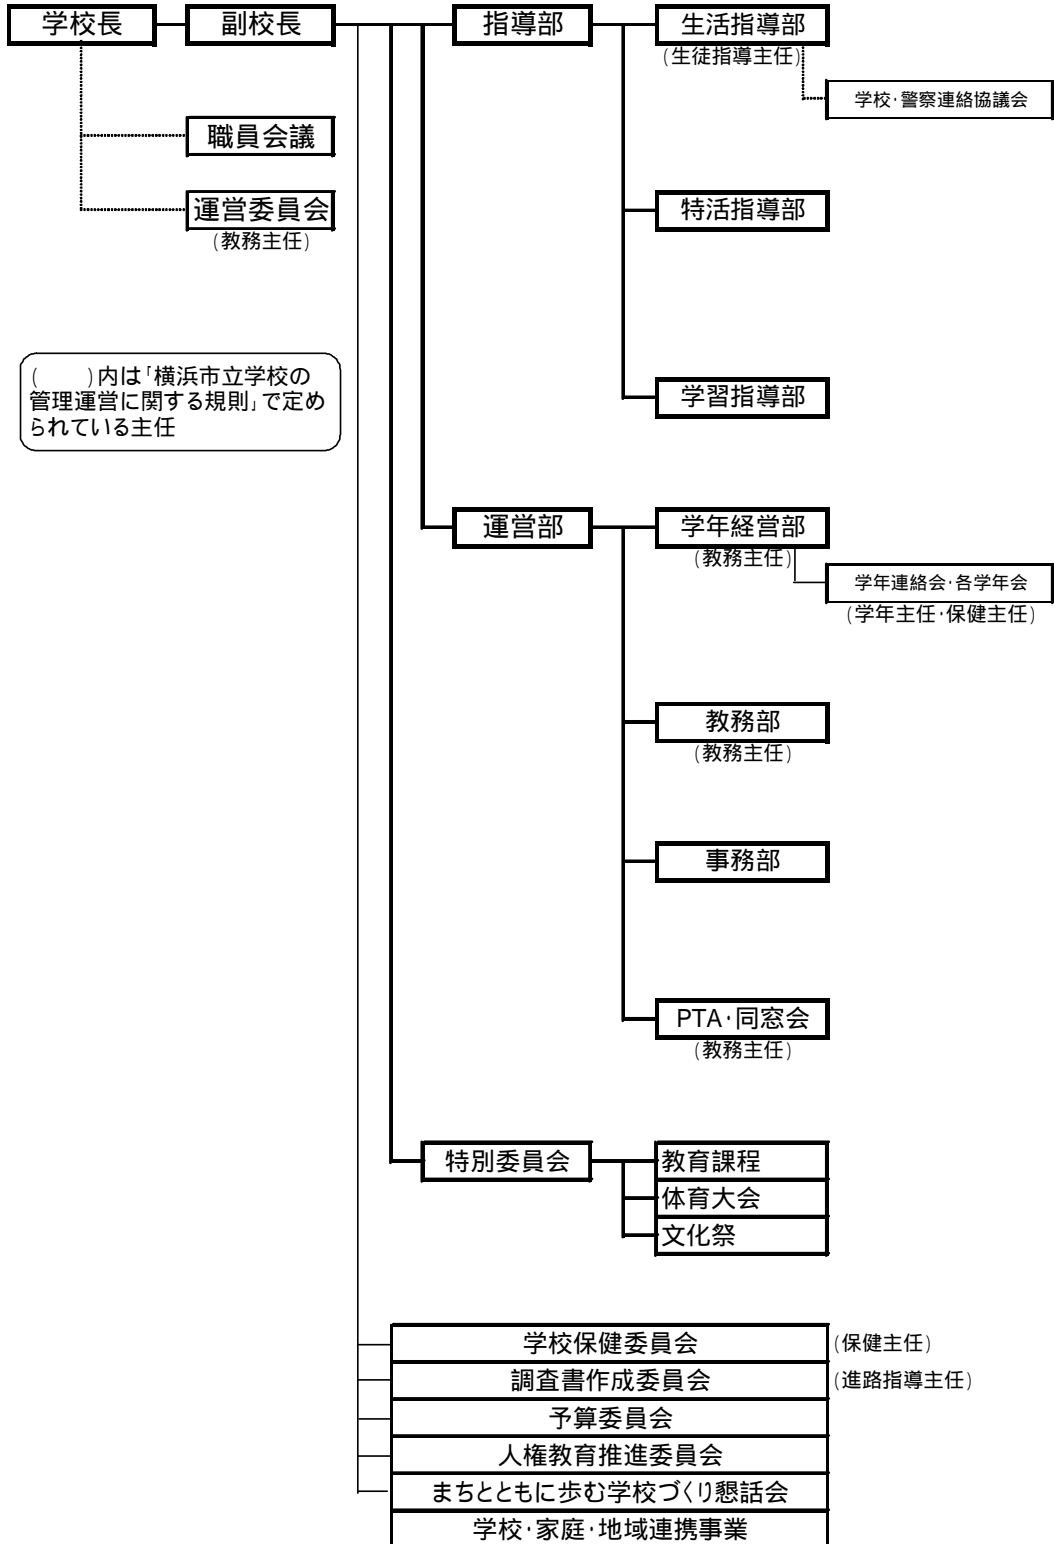 学校長
副校長
指導部
生活指導部
(生徒指導主任)
学校・警察連絡協議会
職員会議
運営委員会
(教務主任)
特活指導部
(　　)内は「横浜市立学校の
管理運営に関する規則」で定め
られている主任
学習指導部
運営部
学年経営部
(教務主任)
学年連絡会・各学年会
(学年主任・保健主任)
教務部
(教務主任)
事務部
PTA・同窓会
(教務主任)
特別委員会
教育課程
体育大会
文化祭
学校保健委員会
(保健主任)
調査書作成委員会
(進路指導主任)
予算委員会
人権教育推進委員会
まちとともに歩む学校づくり懇話会
学校・家庭・地域連携事業